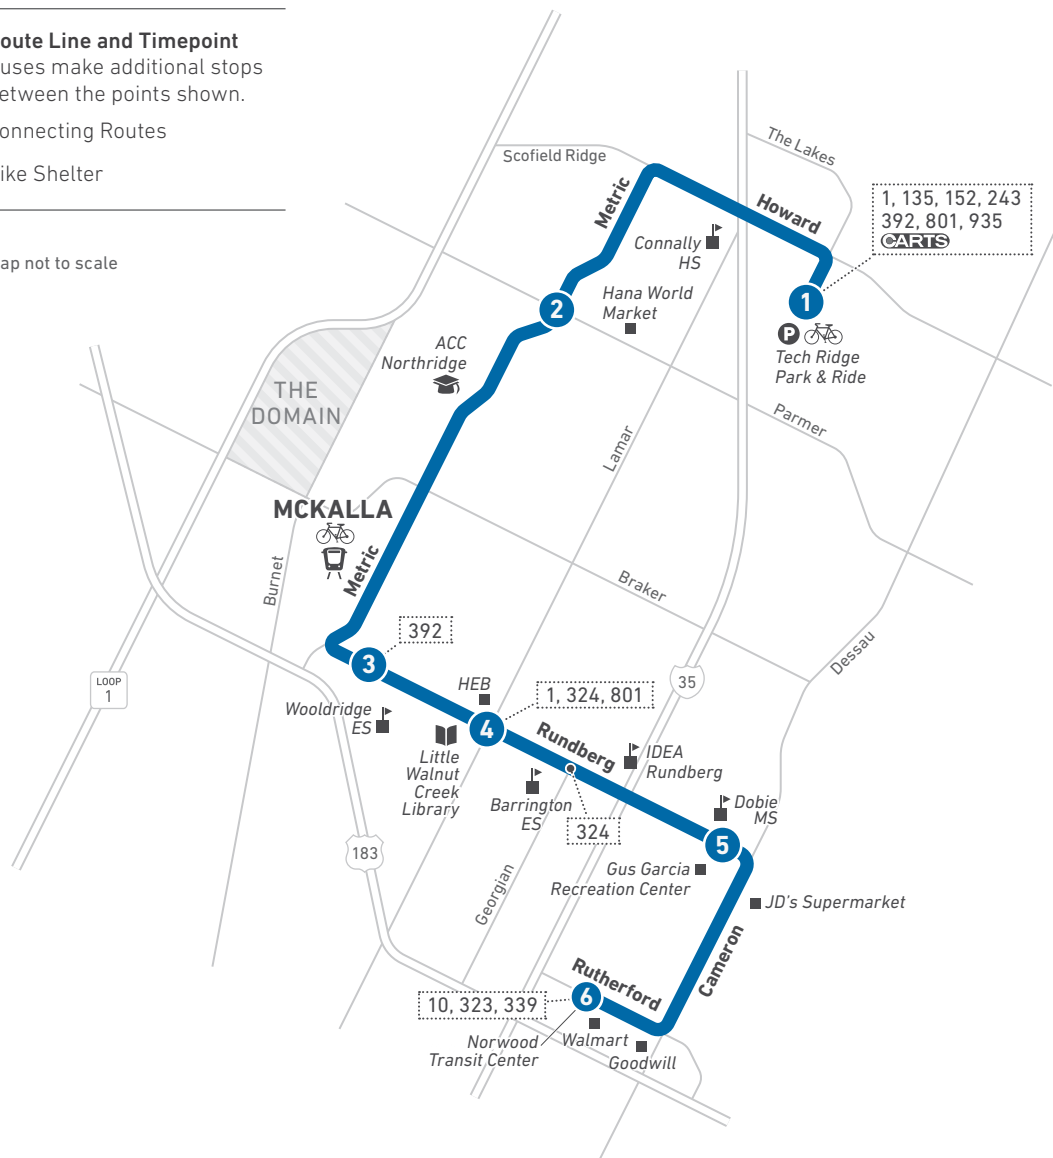 oute Line and Timepoint
uses make additional stops
etween the points shown.
onnecting Routes
ike Shelter
ap not to scale
The Lakes
Scofield Ridge
Metric
Howard
1, 135, 152, 243
392, 801, 935
CARTS
Connally
HS
Hana World
Market
1
2
P
Tech Ridge
Park & Ride
ACC
Northridge
THE
DOMAIN
Parmer
Lamar
MCKALLA
Metric
Burnet
Braker
Dessau
392
3
LOOP
1
35
HEB
1, 324, 801
Wooldridge
ES
4
Rundberg
Little
Walnut
Creek
Library
IDEA
Rundberg
Barrington
ES
324
Dobie
MS
5
183
Gus Garcia
Recreation Center
Georgian
JD's Supermarket
Cameron
Rutherford
6
10, 323, 339
Norwood
Transit Center
Walmart
Goodwill